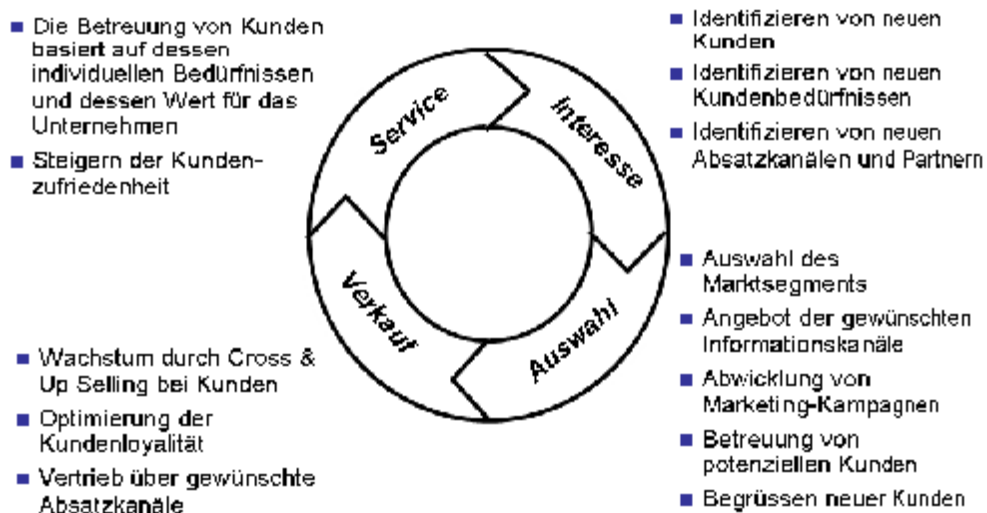 Die Betreuung von Kunden
basiert auf dessen
individuellen Bedürfnissen
und dessen Wert für das
Unternehmen
Steigern der Kunden-
zufriedenheit
Service
Interesse
Identifizieren von neuen
Kunden
Identifizieren von neuen
Kundenbedürfnissen
Identifizieren von neuen
Absatzkanälen und Partnern
Verkauf
Auswahl
Auswahl des
Marktsegments
Angebot der gewünschten
Informationskanäle
Abwicklung von
Marketing-Kampagnen
Betreuung von
potenziellen Kunden
Begrüssen neuer Kunden
Wachstum durch Cross &
Up Selling bei Kunden
Optimierung der
Kundenloyalität
Vertrieb über gewünschte
Absatzkanäle